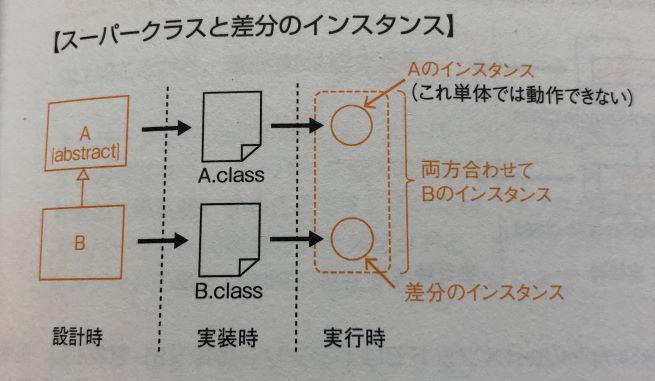 【スーパークラスと差分のインスタンス】
Aのインスタンス
(これ単体では動作できない)
A
{abstract}
A.class
両方合わせて
Bのインスタンス
B
B.class
差分のインスタンス
設計時
実装時
実行時